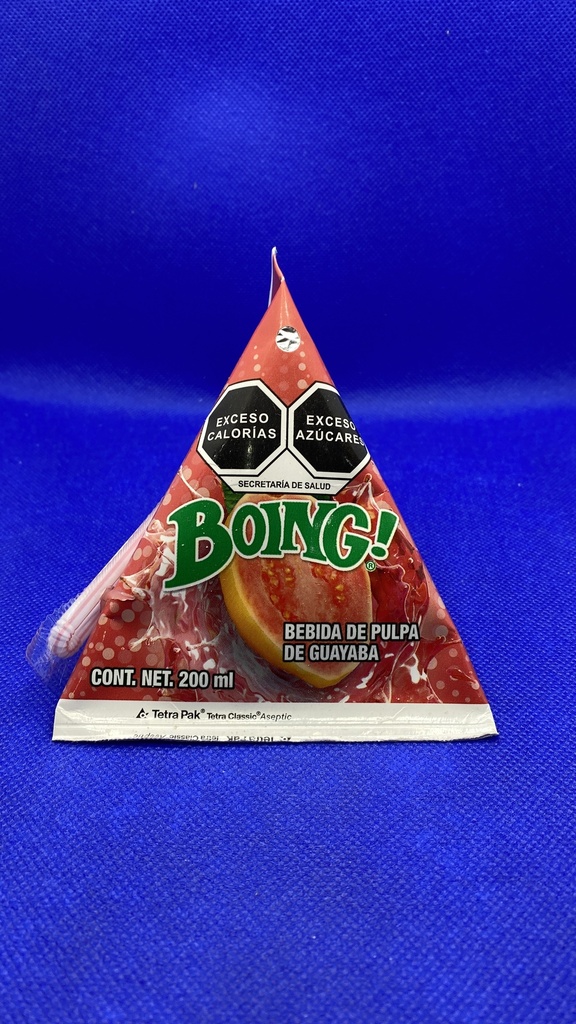 EXCESO
CALORÍAS
EXCESO
AZÚCARES
SECRETARÍA DE SALUD
BOING!®
BEBIDA DE PULPA
DE GUAYABA
CONT. NET. 200 ml
Tetra Pak® Tetra Classic® Aseptic